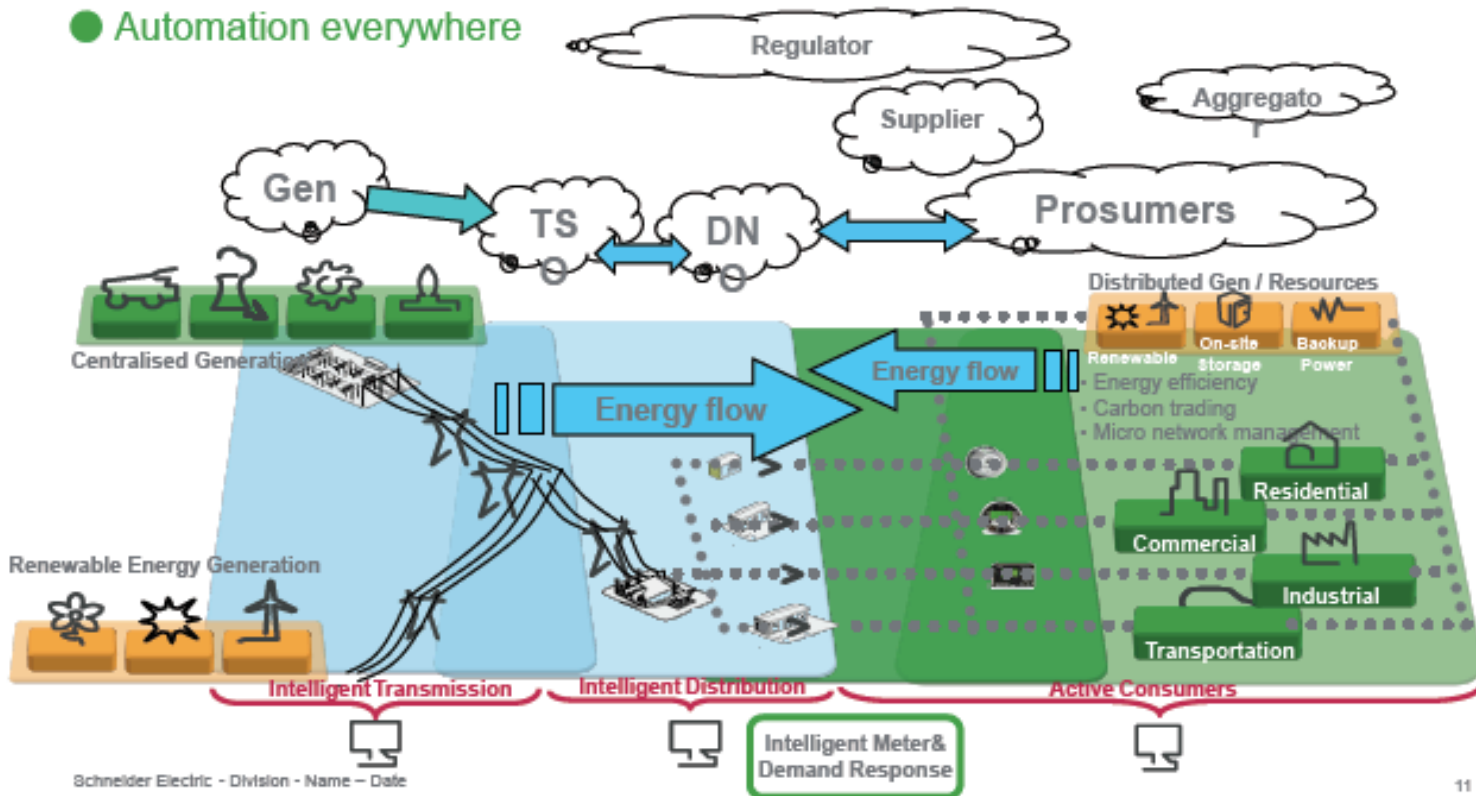 Automation everywhere
Regulator
Aggregato
r
Supplier
Gen
TS
O
DN
O
Prosumers
Distributed Gen / Resources
Renewable
On-site
Storage
Backup
Power
Centralised Generation
Energy flow
Energy flow
· Energy efficiency
· Carbon trading
· Micro network management
Residential
Commercial
Industrial
Transportation
Renewable Energy Generation
Intelligent Transmission
Intelligent Distribution
Active Consumers
Intelligent Meter&
Demand Response
Schneider Electric - Division - Name – Date
11